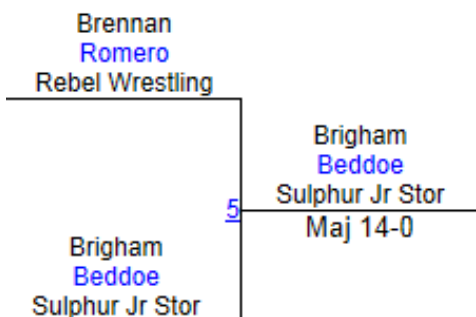 Brennan
Romero
Rebel Wrestling
Brigham
Beddoe
Sulphur Jr Stor
5
Maj 14-0
Brigham
Beddoe
Sulphur Jr Stor